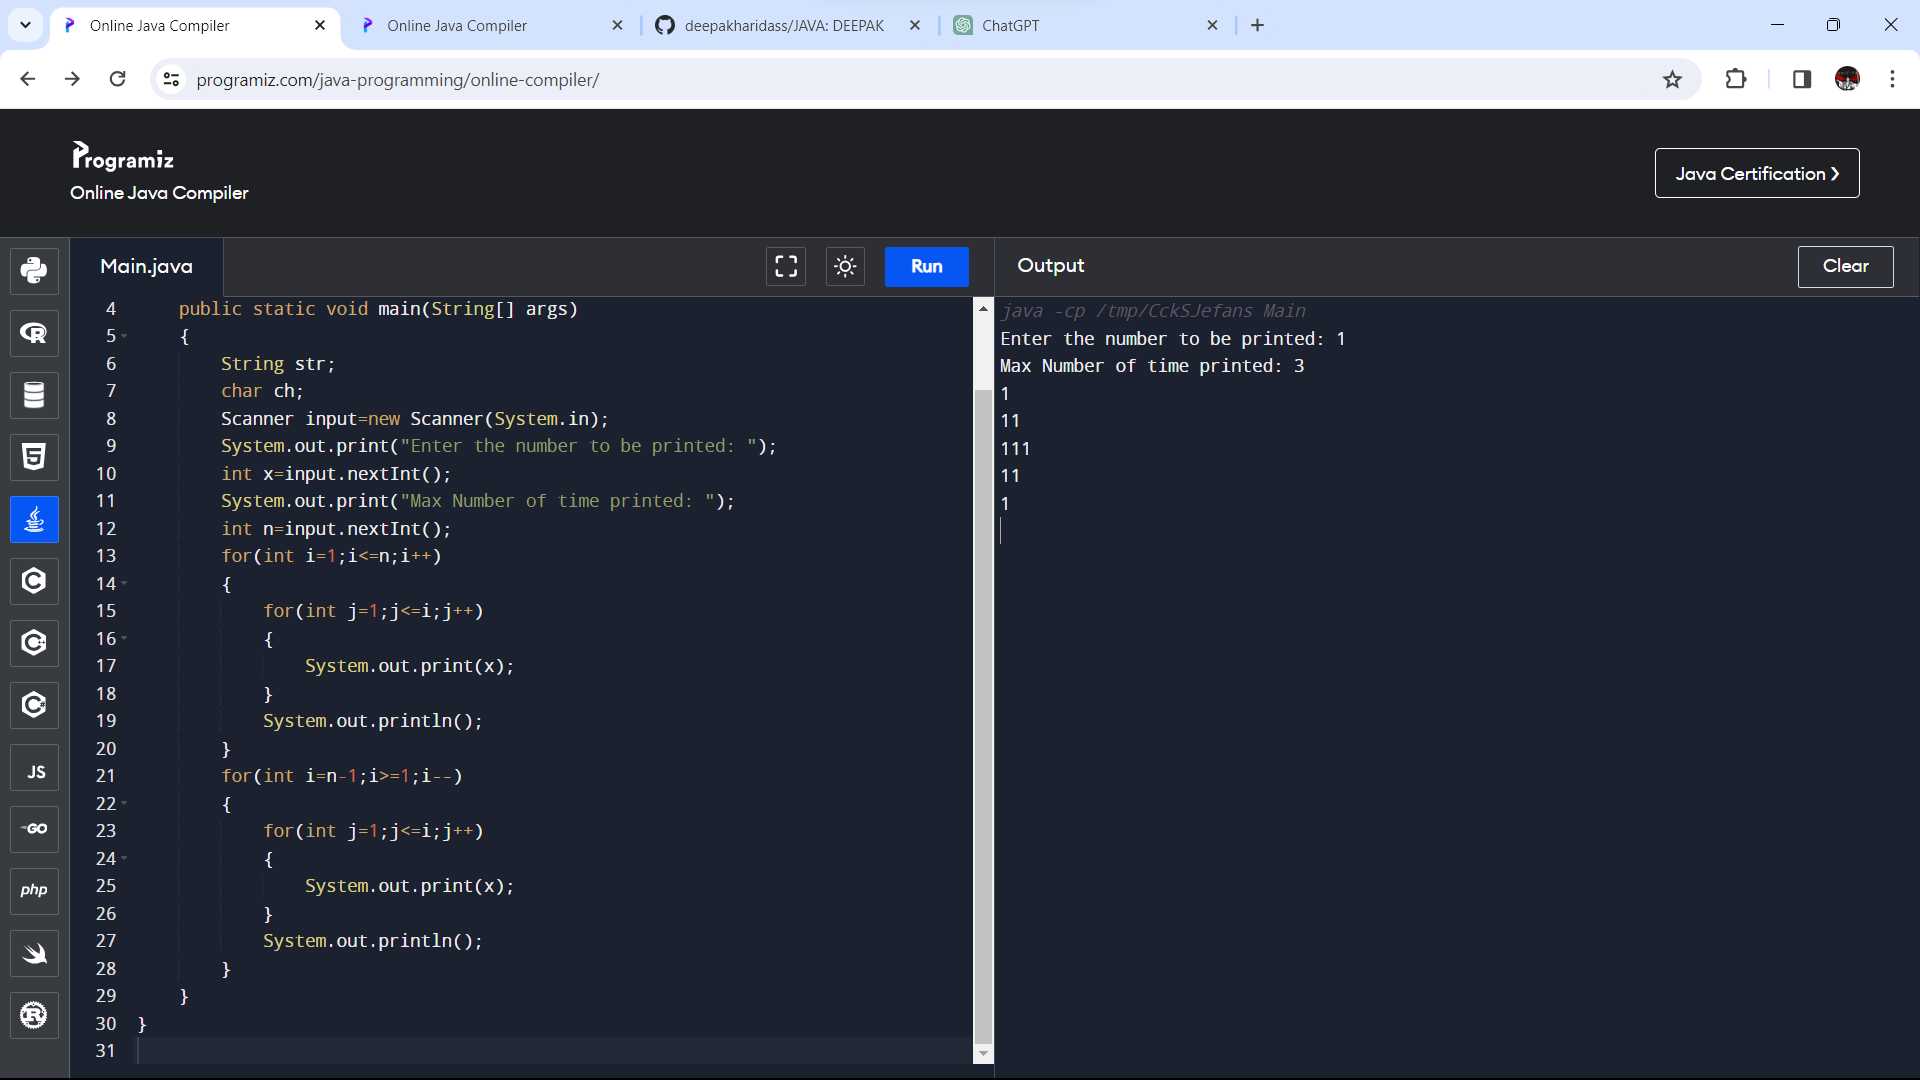 Online Java Compiler
Online Java Compiler
deepakharidass/JAVA: DEEPAK
ChatGPT
programiz.com/java-programming/online-compiler/
Programiz
Online Java Compiler
Java Certification ❯
Main.java
Run
Output
Clear
4 public static void main(String[] args)
5 {
6 String str;
7 char ch;
8 Scanner input=new Scanner(System.in);
9 System.out.print("Enter the number to be printed: ");
10 int x=input.nextInt();
11 System.out.print("Max Number of time printed: ");
12 int n=input.nextInt();
13 for(int i=1;i<=n;i++)
14 {
15 for(int j=1;j<=i;j++)
16 {
17 System.out.print(x);
18 }
19 System.out.println();
20 }
21 for(int i=n-1;i>=1;i--)
22 {
23 for(int j=1;j<=i;j++)
24 {
25 System.out.print(x);
26 }
27 System.out.println();
28 }
29 }
30 }
31
java -cp /tmp/CckSJefans Main
Enter the number to be printed: 1
Max Number of time printed: 3
1
11
111
11
1
R
5
C
C
C
JS
GO
php
R